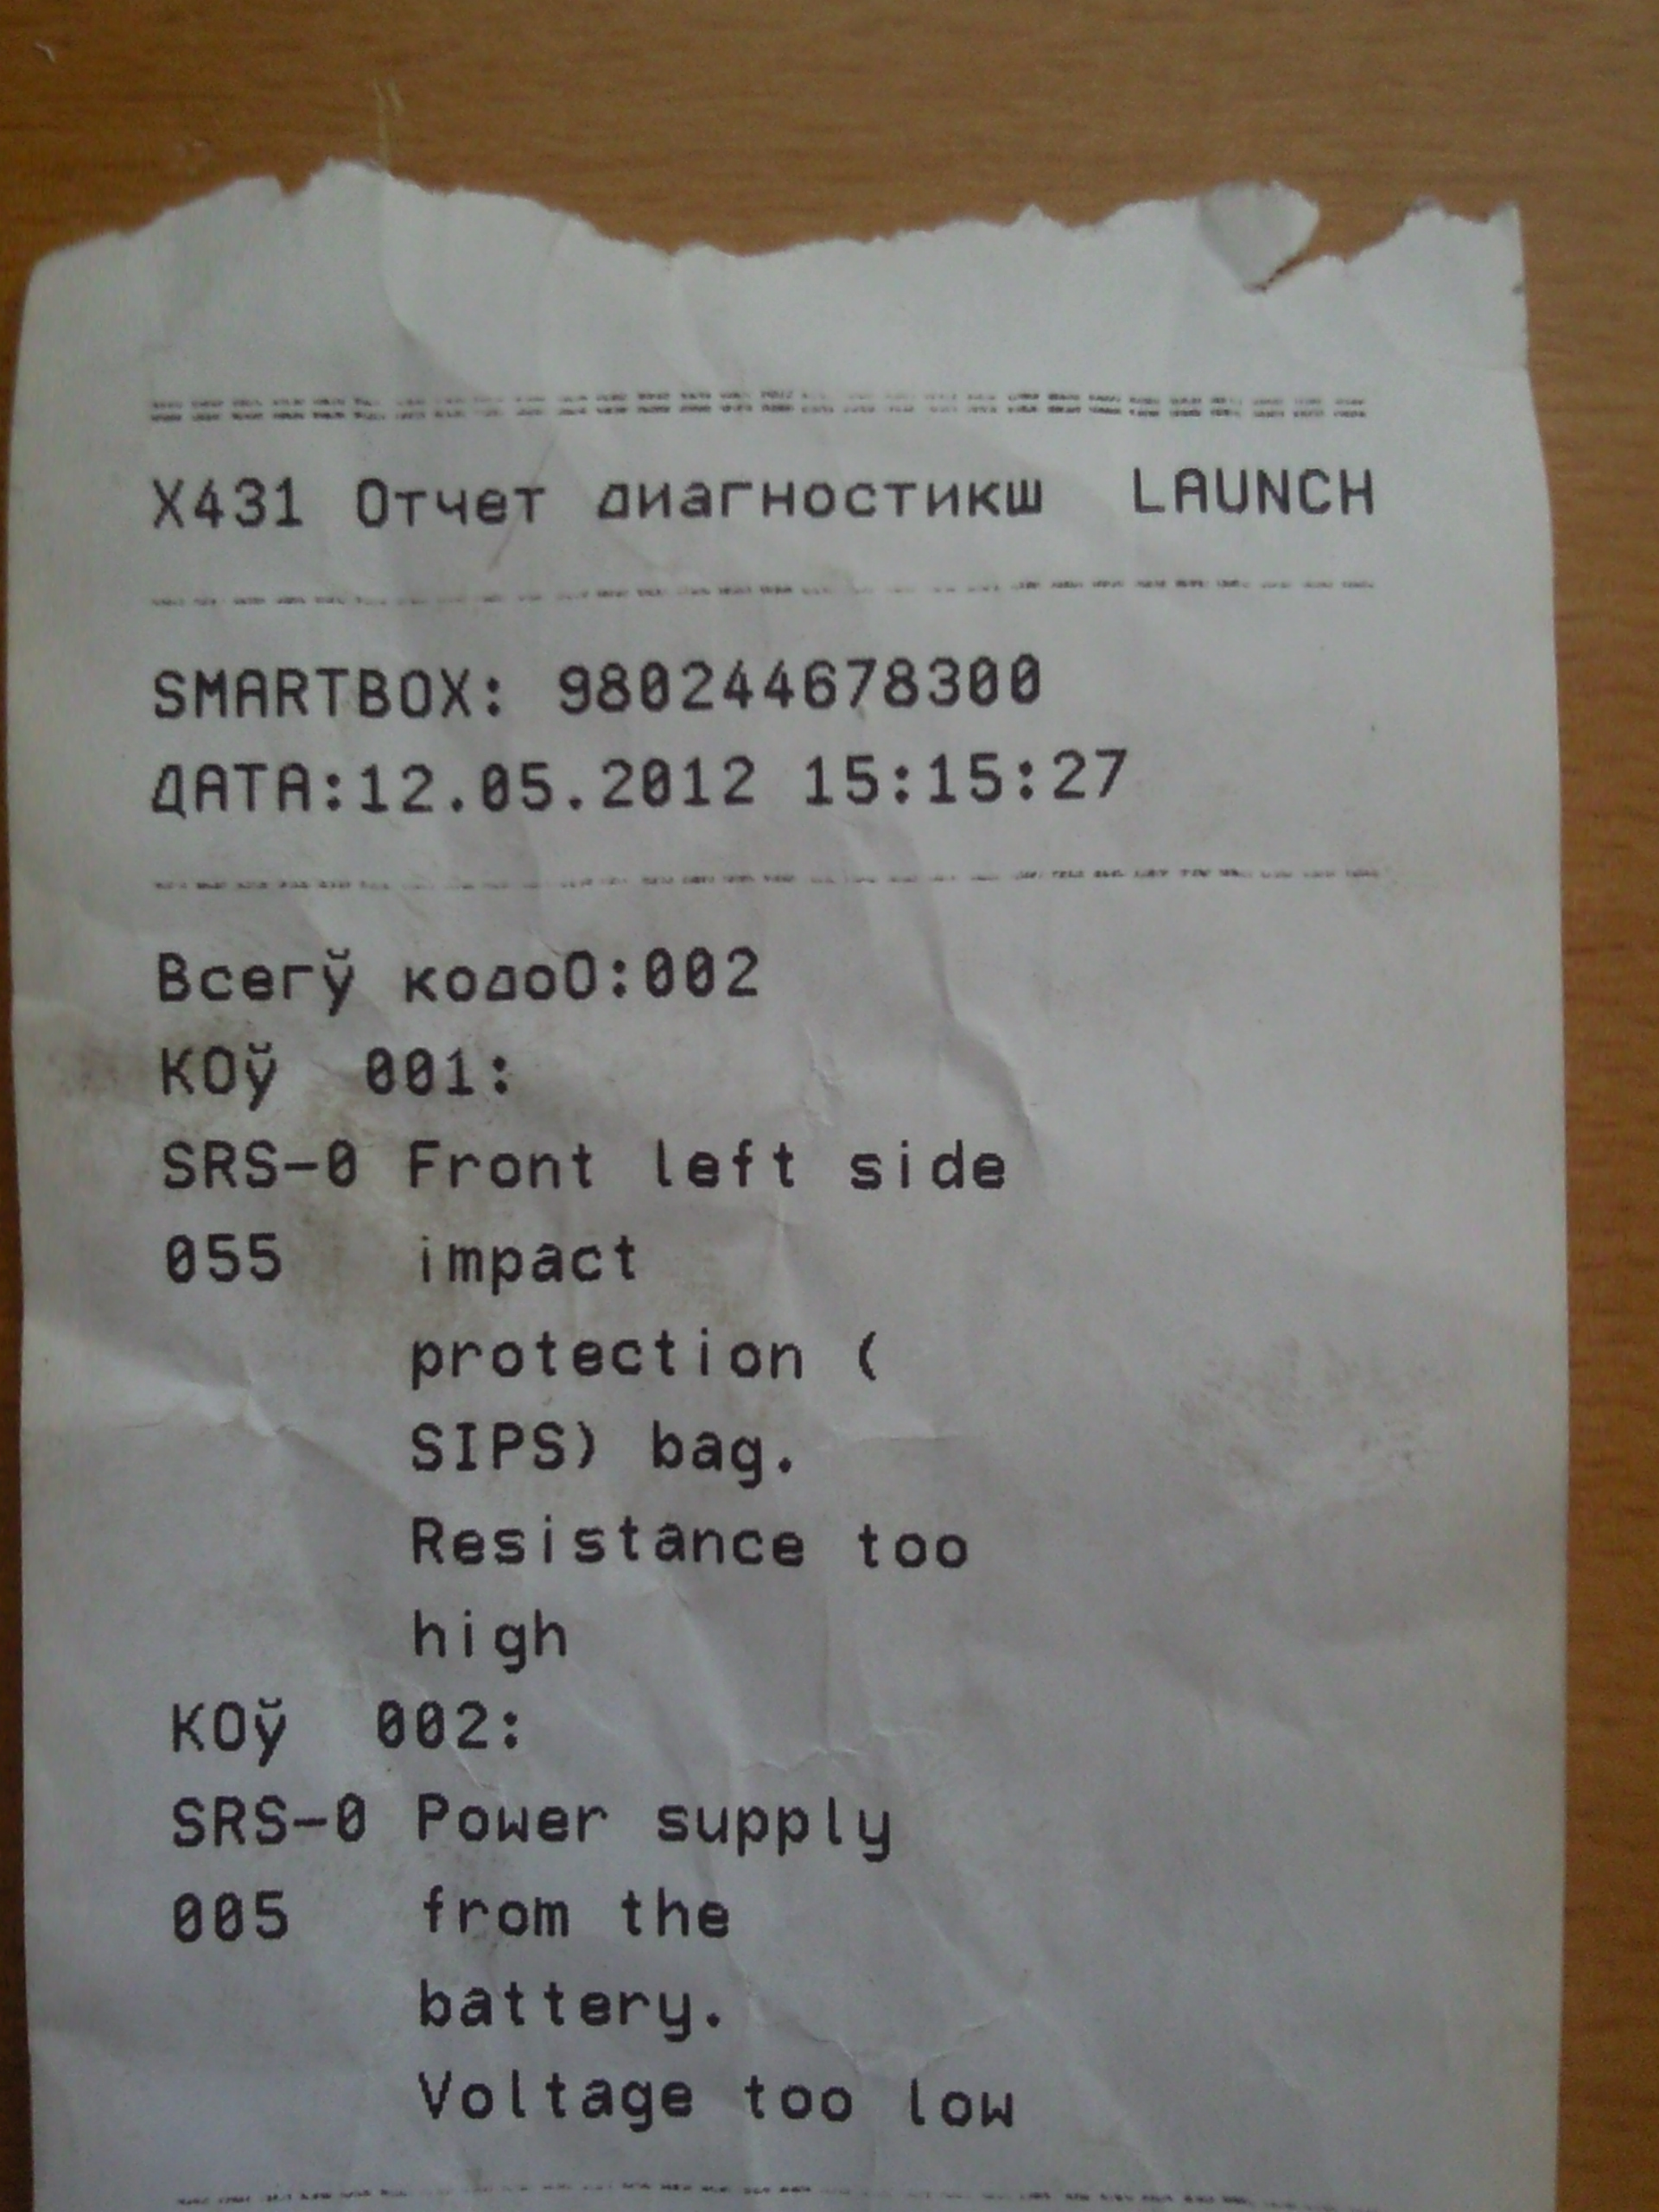 X431 Отчет диагностикш LAUNCH
SMARTBOX: 980244678300
ДАТА:12.05.2012 15:15:27
Всегў кодоО:002
КОў 001:
SRS-0 Front left side
055 impact
protection (
SIPS) bag.
Resistance too
high
КОў 002:
SRS-0 Power supply
005 from the
battery.
Voltage too low